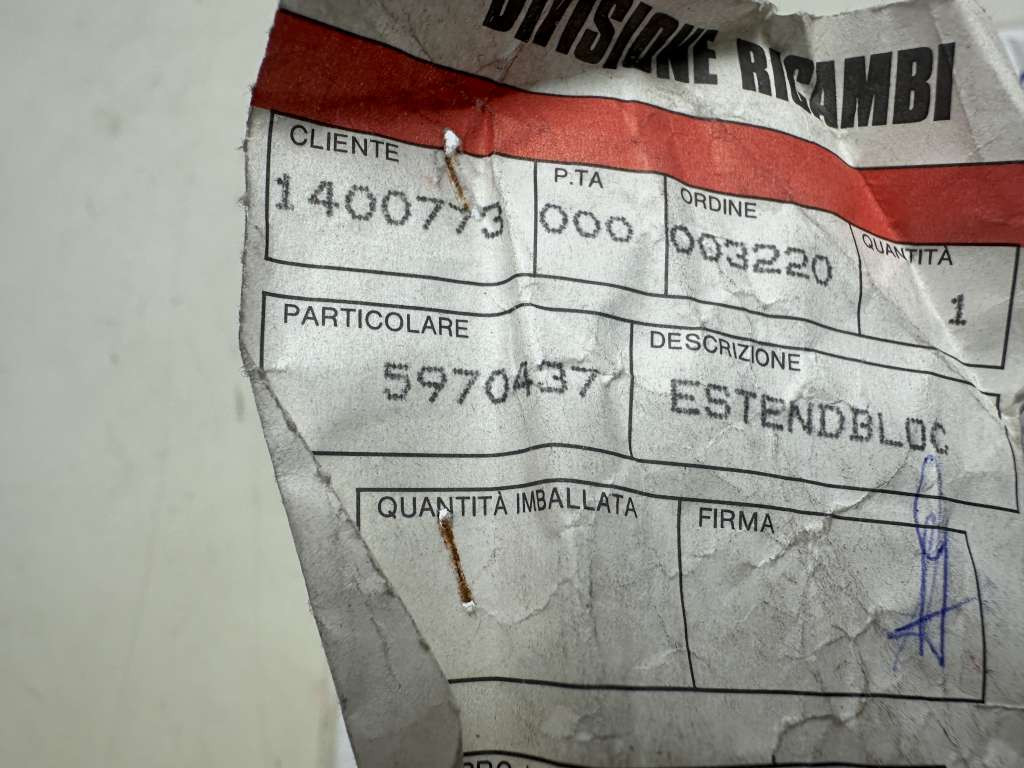 DIVISIONE RICAMBI
CLIENTE P.TA ORDINE QUANTITÀ
1400773 000 003220 1
PARTICOLARE DESCRIZIONE
5970437 ESTENDBLOC
QUANTITÀ IMBALLATA FIRMA